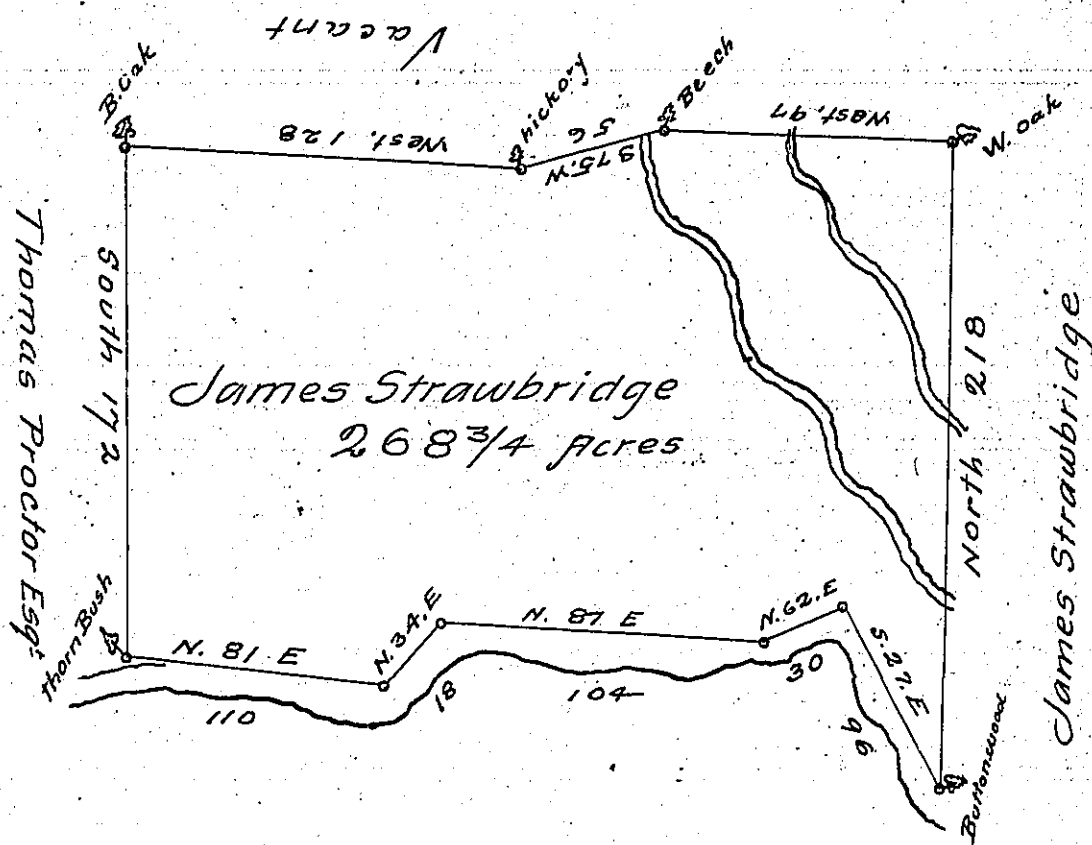 Vacant
B. Oak
hickory
Beech
W. Oak
West. 128
S 75. W
56
West. 97
Thomas Proctor Esqr.
South 172
James Strawbridge
268 3/4 Acres
North 218
James Strawbridge
thorn Bush
N. 81 E
N. 34. E
N. 87 E
N. 62. E
S. 27. E
110
18
104
30
96
Buttonwood